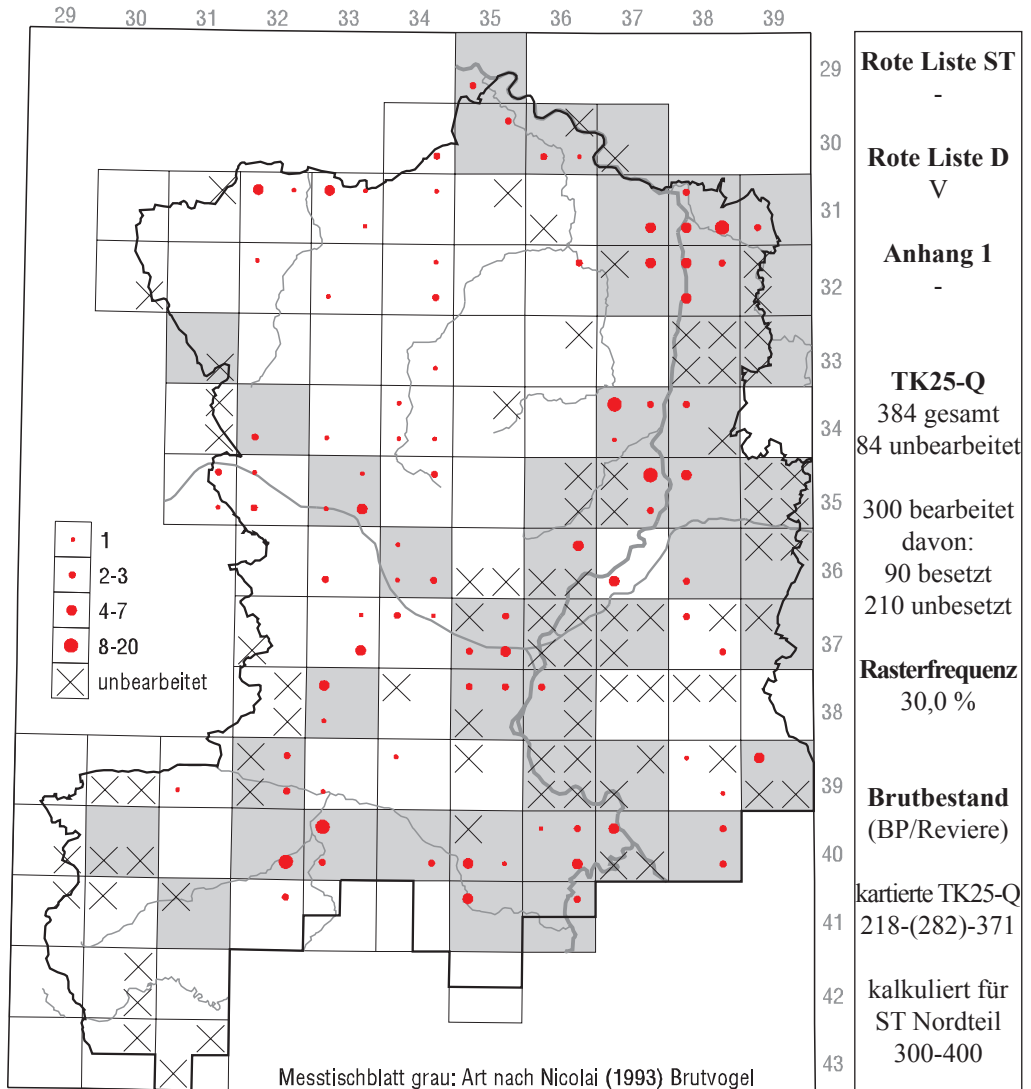 29 30 31 32 33 34 35 36 37 38 39
29
30
31
32
33
34
35
36
37
38
39
40
41
42
43
1
2-3
4-7
8-20
unbearbeitet
Messtischblatt grau: Art nach Nicolai (1993) Brutvogel
Rote Liste ST
-
Rote Liste D
V
Anhang 1
-
TK25-Q
384 gesamt
84 unbearbeitet
300 bearbeitet
davon:
90 besetzt
210 unbesetzt
Rasterfrequenz
30,0 %
Brutbestand
(BP/Reviere)
kartierte TK25-Q
218-(282)-371
kalkuliert für
ST Nordteil
300-400